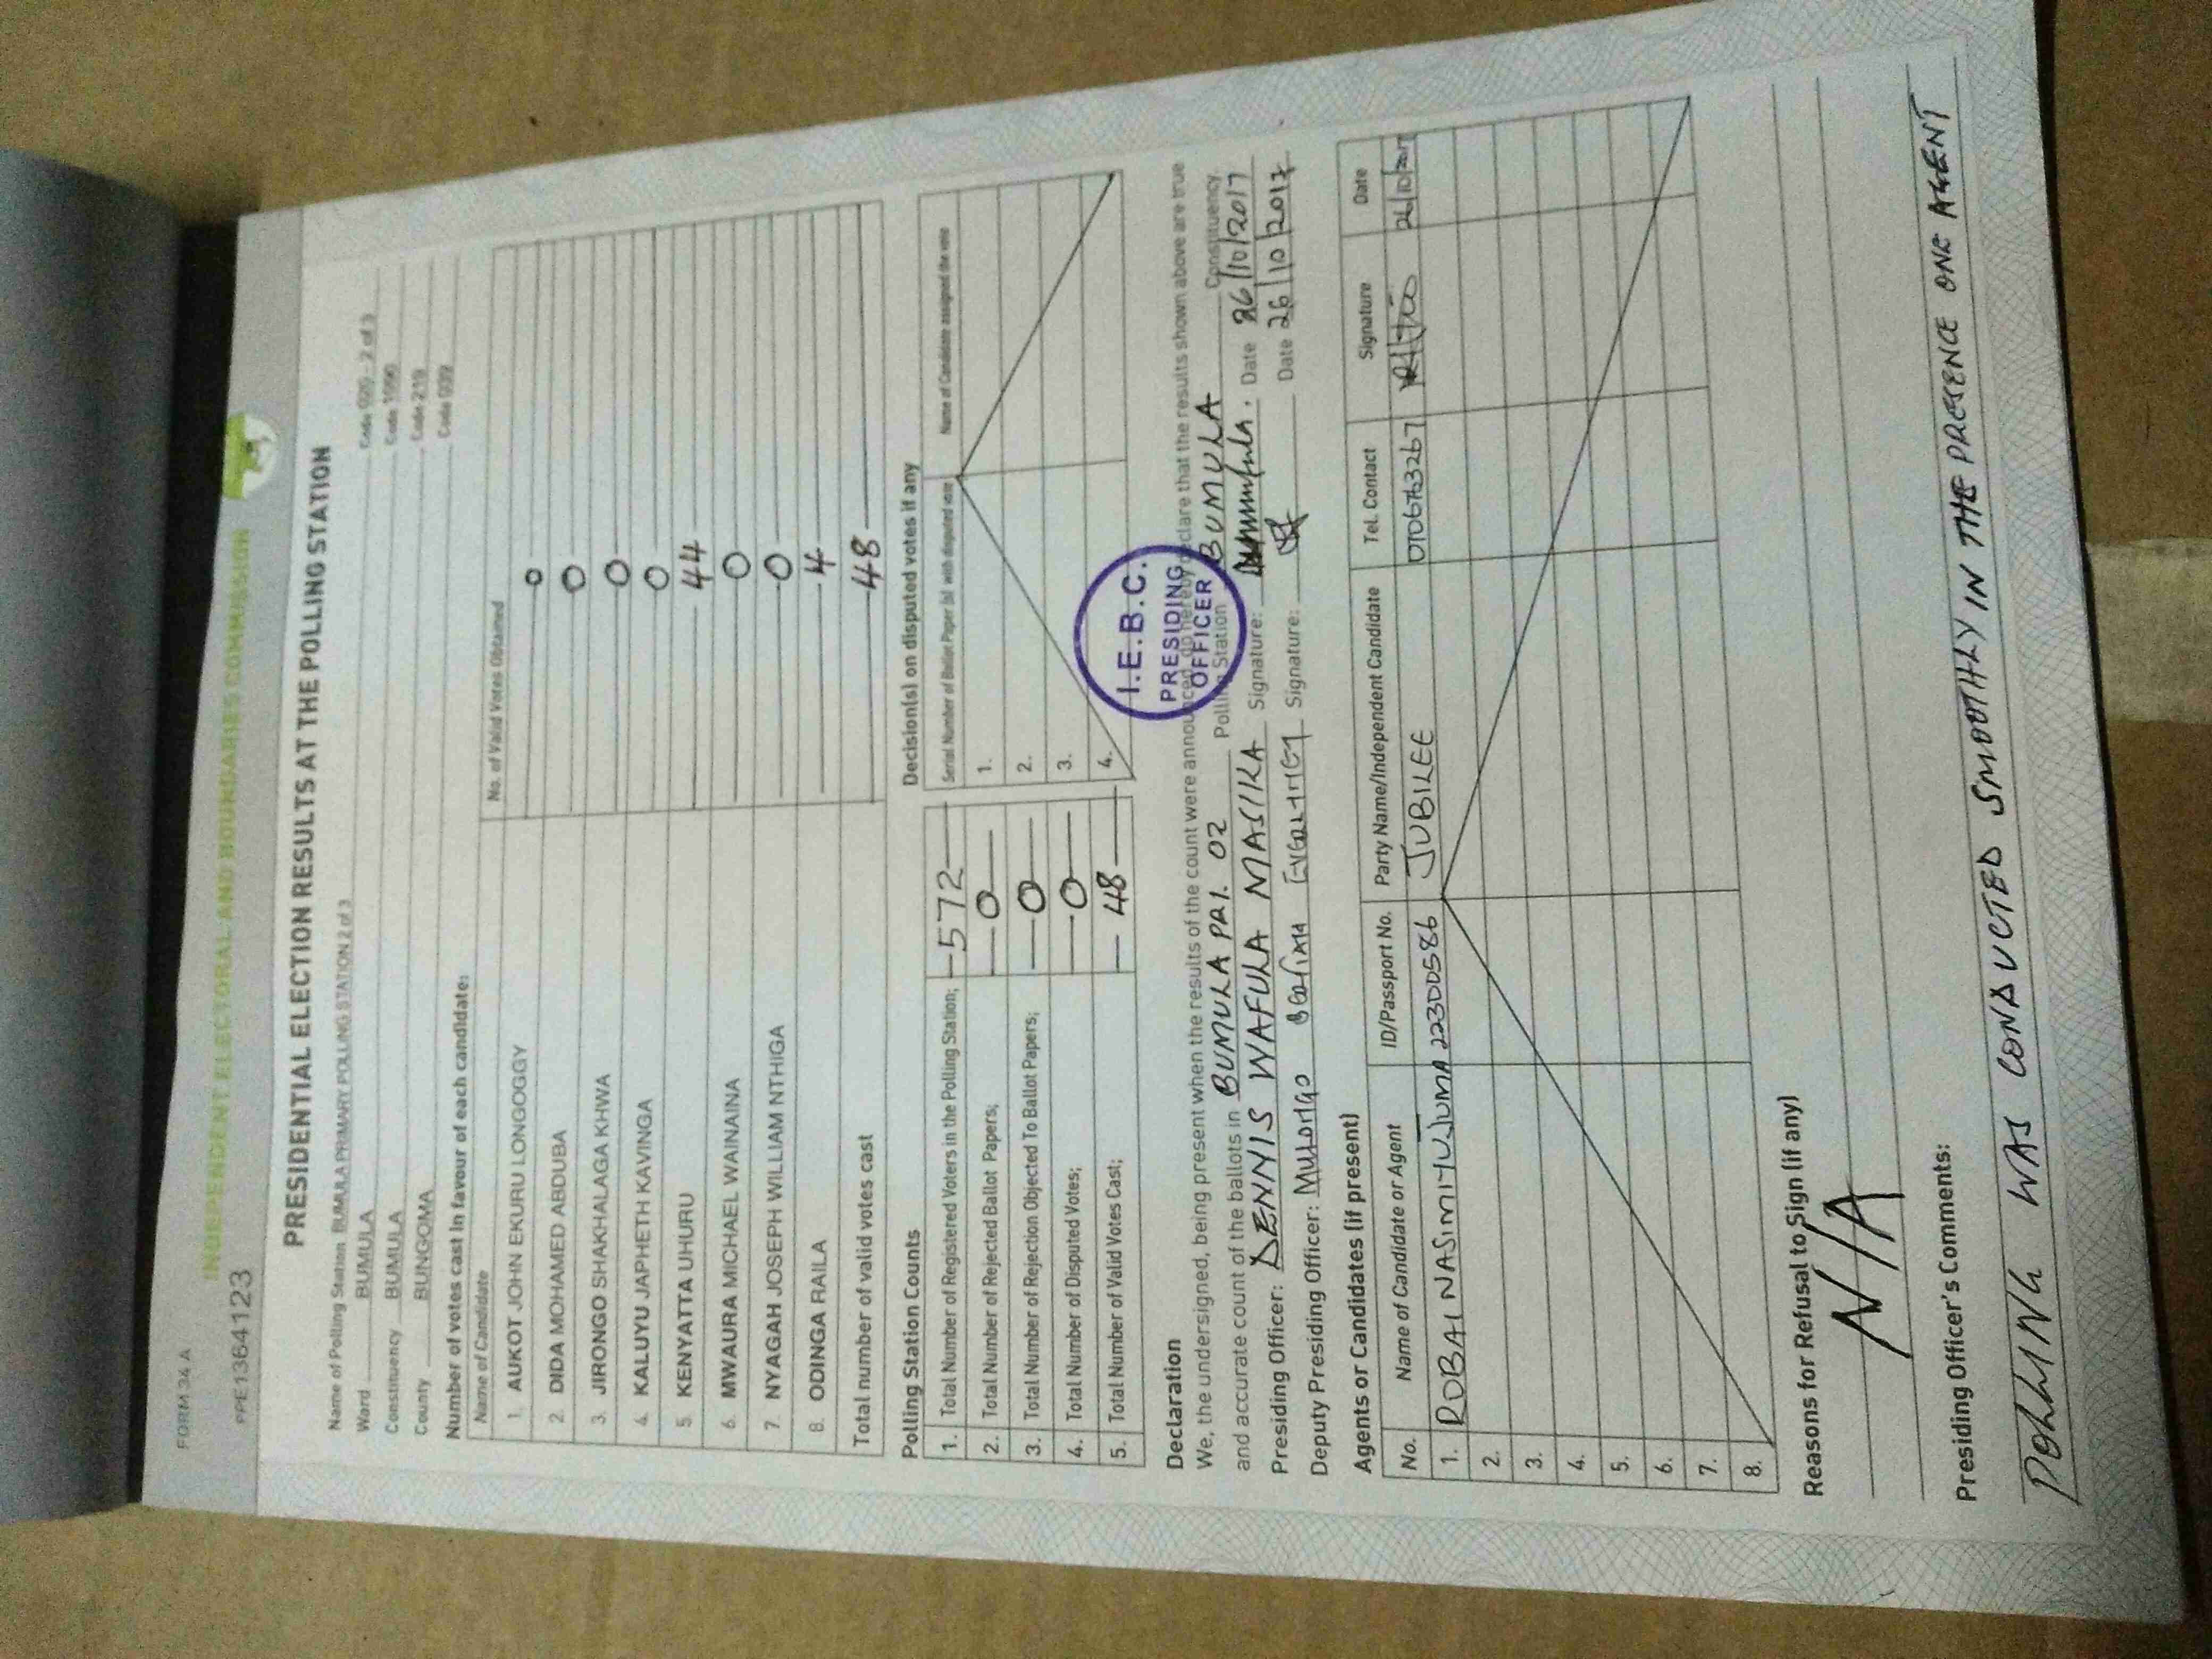 FORM 34 A
INDEPENDENT ELECTORAL AND BOUNDARIES COMMISSION
PPE1364123
PRESIDENTIAL ELECTION RESULTS AT THE POLLING STATION
Name of Polling Station BUMULA PRIMARY POLLING STATION 2 of 3 Code 020 - 2 of 3
Ward BUMULA Code 1090
Constituency BUMULA Code 219
County BUNGOMA Code 039
Number of votes cast in favour of each candidate:
Name of Candidate No. of Valid Votes Obtained
1. AUKOT JOHN EKURU LONGOGGY 0
2. DIDA MOHAMED ABDUBA 0
3. JIRONGO SHAKHALAGA KHWA 0
4. KALUYU JAPHETH KAVINGA 0
5. KENYATTA UHURU 44
6. MWAURA MICHAEL WAINAINA 0
7. NYAGAH JOSEPH WILLIAM NTHIGA 0
8. ODINGA RAILA 4
Total number of valid votes cast 48
Polling Station Counts
1. Total Number of Registered Voters in the Polling Station; 572
2. Total Number of Rejected Ballot Papers; 0
3. Total Number of Rejection Objected To Ballot Papers; 0
4. Total Number of Disputed Votes; 0
5. Total Number of Valid Votes Cast; 48
Decision(s) on disputed votes if any
Serial Number of Ballot Paper (s) with disputed vote Name of Candidate assigned the vote
1.
2.
3.
4.
I.E.B.C.
PRESIDING
OFFICER
Declaration
We, the undersigned, being present when the results of the count were announced, do hereby declare that the results shown above are true
and accurate count of the ballots in BUMULA PRI. 02 Polling Station BUMULA Constituency.
Presiding Officer: DENNIS WAFULA MASIKA Signature: Date 26/10/2017
Deputy Presiding Officer: Signature: Date 26/10/2017
Agents or Candidates (if present)
No. Name of Candidate or Agent ID/Passport No. Party Name/Independent Candidate Tel. Contact Signature Date
1. ROBAI NASIMIYU JUMA 22300586 JUBILEE 0706763267 26/10/2017
2.
3.
4.
5.
6.
7.
8.
Reasons for Refusal to Sign (if any)
N/A
Presiding Officer's Comments:
POLLING WAS CONDUCTED SMOOTHLY IN THE PRESENCE ONE AGENT